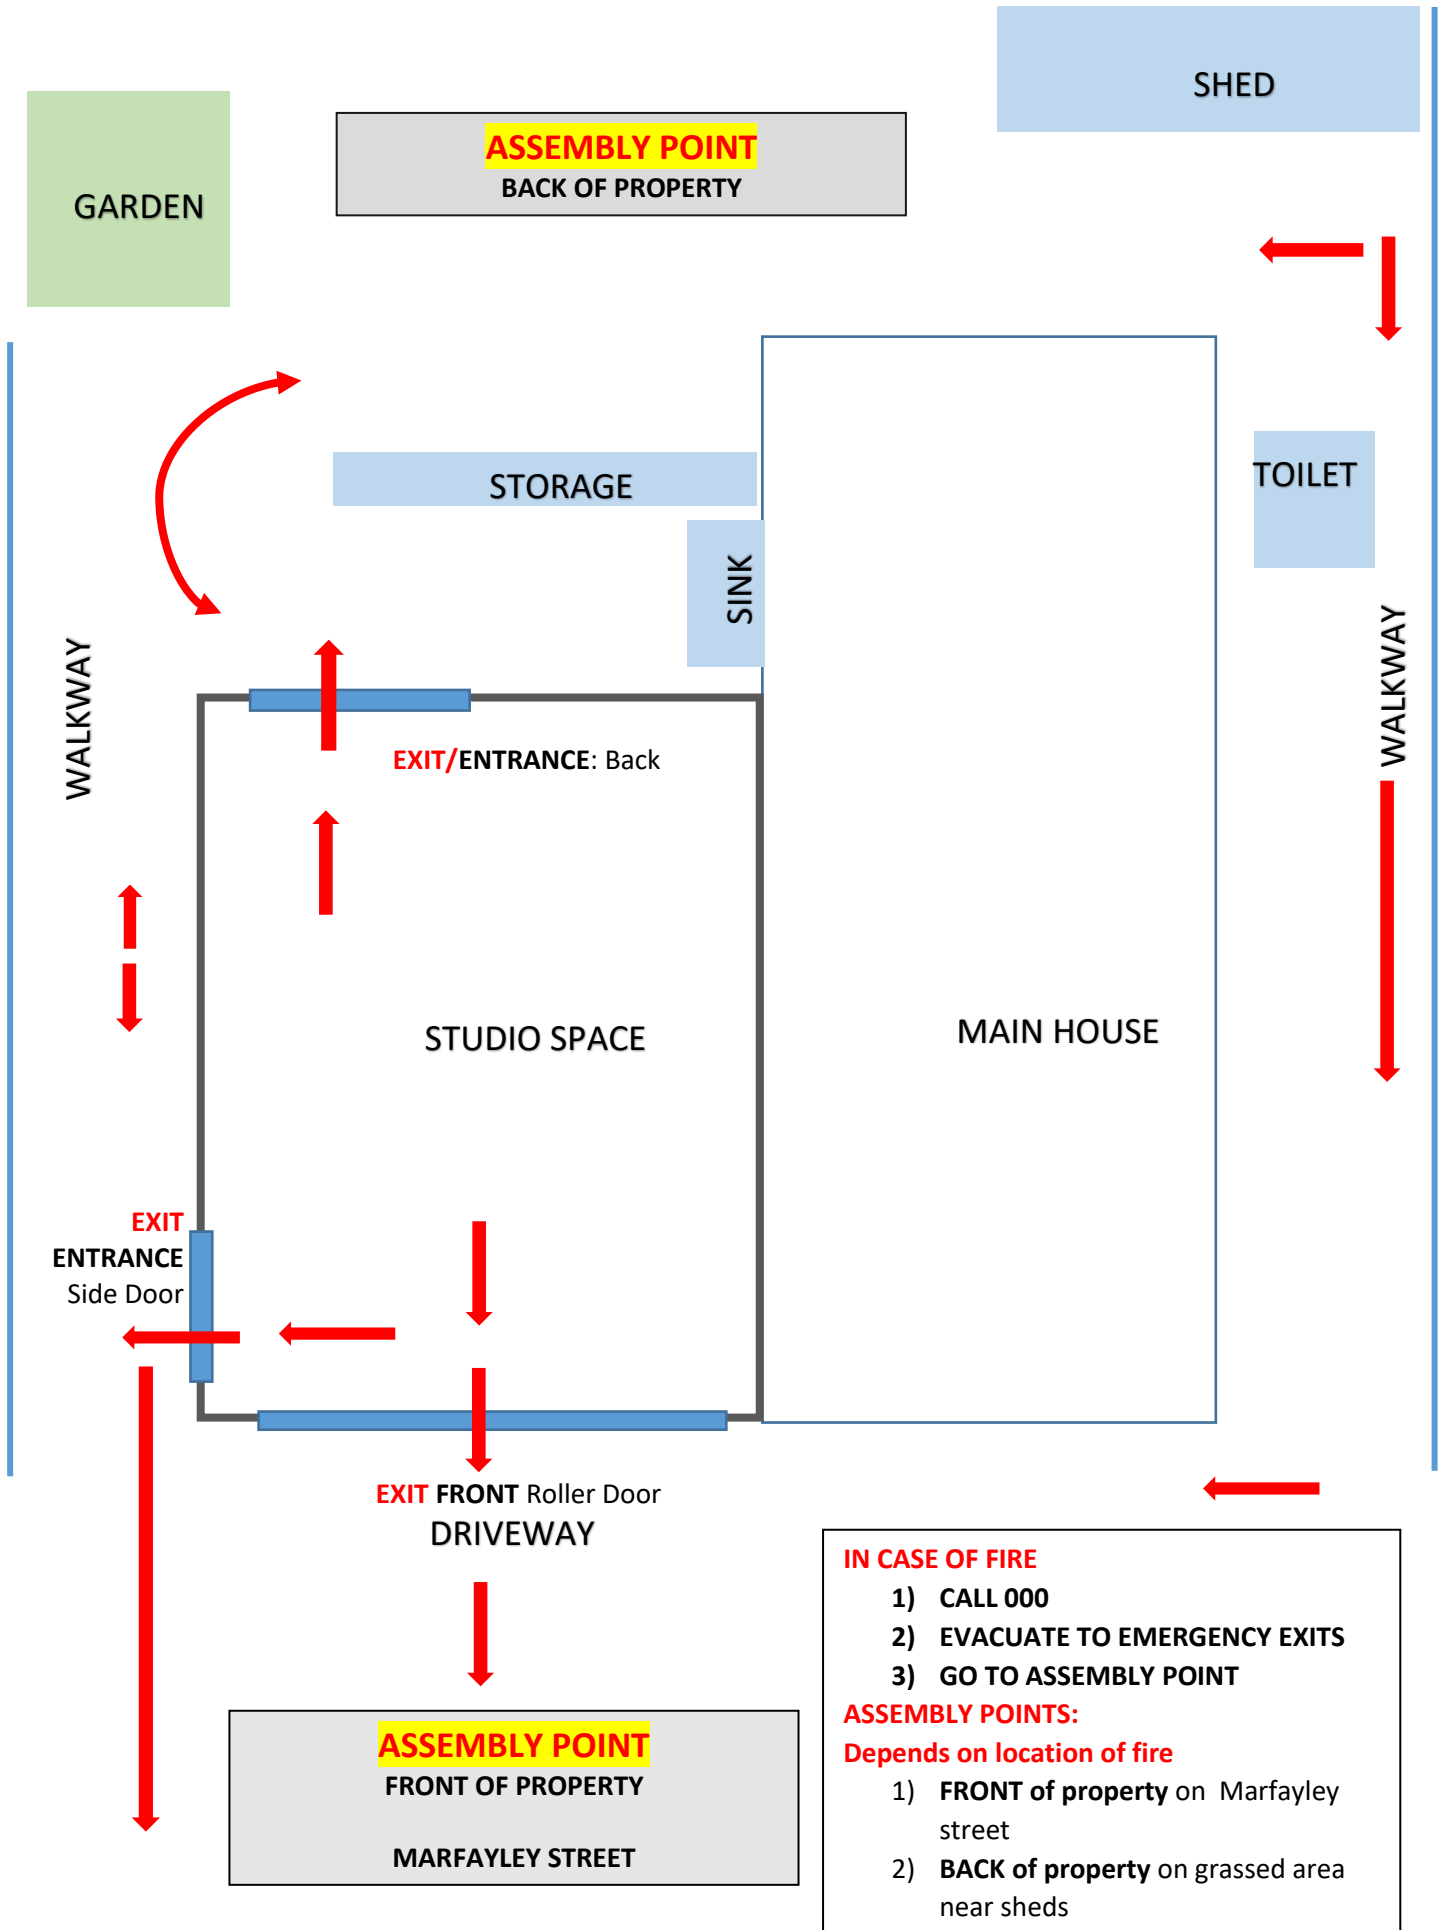 SHED
ASSEMBLY POINT
BACK OF PROPERTY
GARDEN
STORAGE
TOILET
SINK
WALKWAY
WALKWAY
EXIT/ENTRANCE: Back
STUDIO SPACE
MAIN HOUSE
EXIT
ENTRANCE
Side Door
EXIT FRONT Roller Door
DRIVEWAY
ASSEMBLY POINT
FRONT OF PROPERTY
MARFAYLEY STREET
IN CASE OF FIRE
1) CALL 000
2) EVACUATE TO EMERGENCY EXITS
3) GO TO ASSEMBLY POINT
ASSEMBLY POINTS:
Depends on location of fire
1) FRONT of property on Marfayley
street
2) BACK of property on grassed area
near sheds